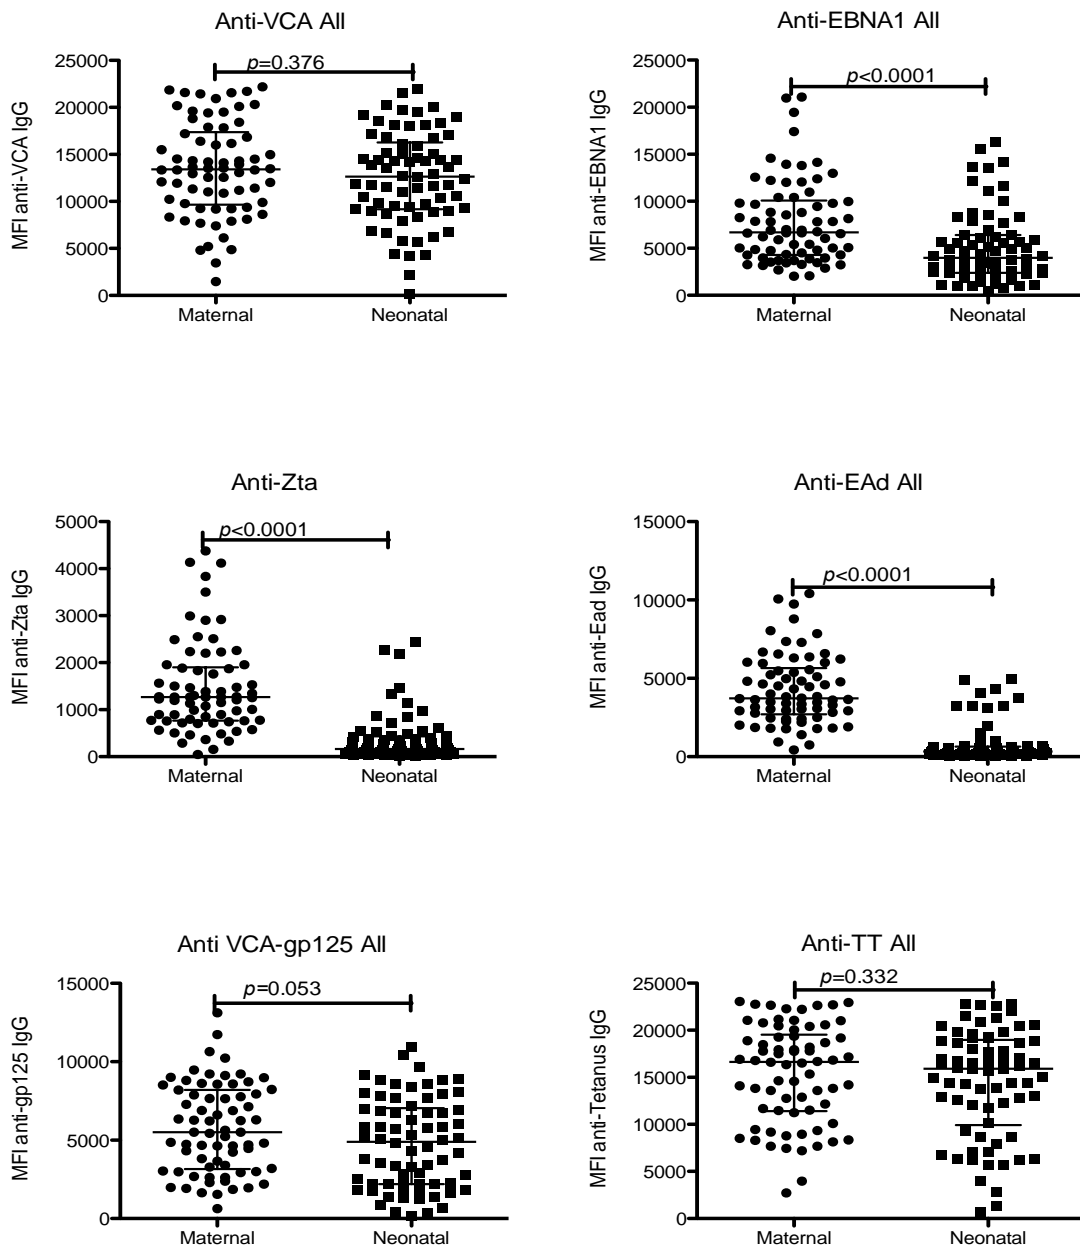 Anti-VCA All
MFI anti-VCA IgG
25000
20000
15000
10000
5000
0
p=0.376
Maternal
Neonatal
Anti-EBNA1 All
MFI anti-EBNA1 IgG
25000
20000
15000
10000
5000
0
p<0.0001
Maternal
Neonatal
Anti-Zta
MFI anti-Zta IgG
5000
4000
3000
2000
1000
0
p<0.0001
Maternal
Neonatal
Anti-EAd All
MFI anti-Ead IgG
15000
10000
5000
0
p<0.0001
Maternal
Neonatal
Anti VCA-gp125 All
MFI anti-gp125 IgG
15000
10000
5000
0
p=0.053
Maternal
Neonatal
Anti-TT All
MFI anti-Tetanus IgG
25000
20000
15000
10000
5000
0
p=0.332
Maternal
Neonatal